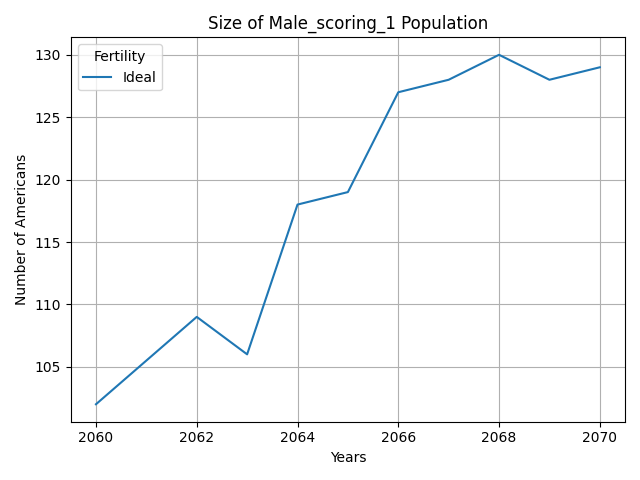 Size of Male_scoring_1 Population
Fertility
Ideal
Number of Americans
130
125
120
115
110
105
2060 2062 2064 2066 2068 2070
Years